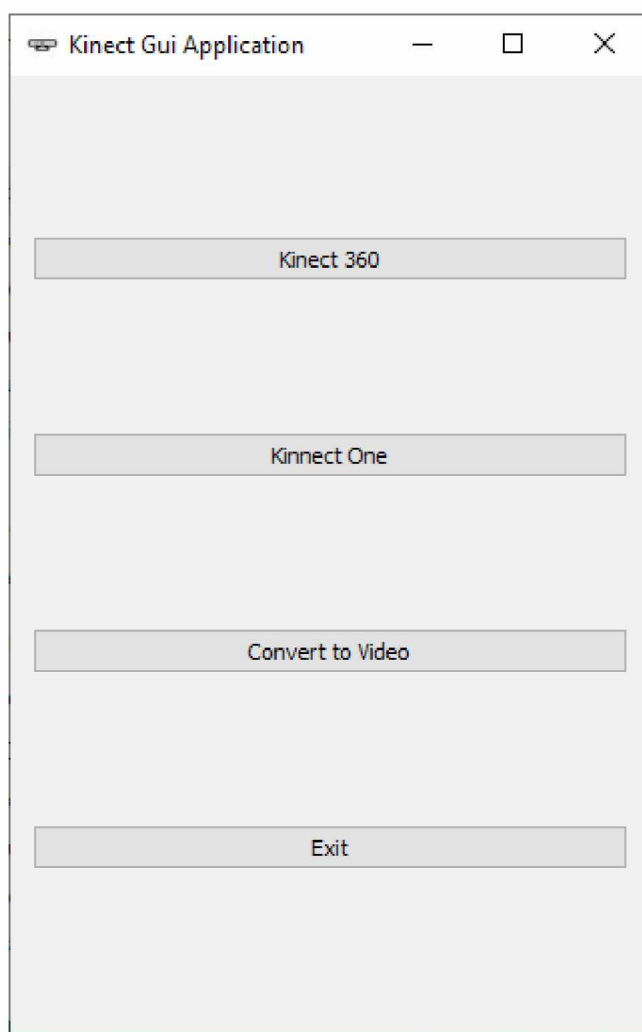 Kinect Gui Application
Kinect 360
Kinnect One
Convert to Video
Exit